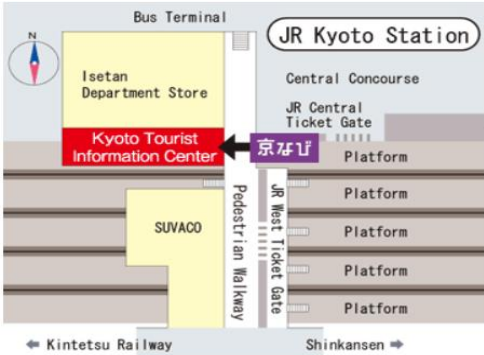 Bus Terminal
JR Kyoto Station
N
Isetan
Department Store
Central Concourse
JR Central
Ticket Gate
Kyoto Tourist
Information Center
京なび
Platform
Platform
Platform
Platform
Platform
SUVACO
Pedestrian Walkway
JR West Ticket Gate
Kintetsu Railway
Shinkansen